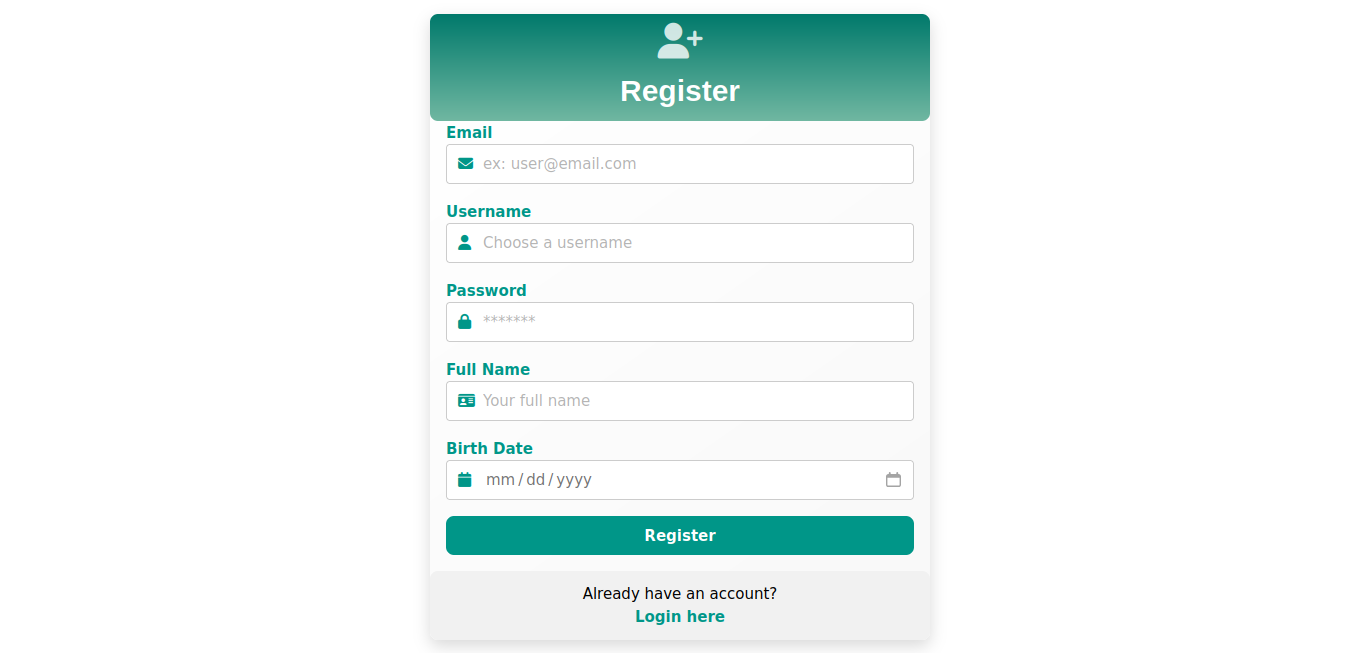 Register
Email
ex: user@email.com
Username
Choose a username
Password
*******
Full Name
Your full name
Birth Date
mm/dd/yyyy
Register
Already have an account?
Login here